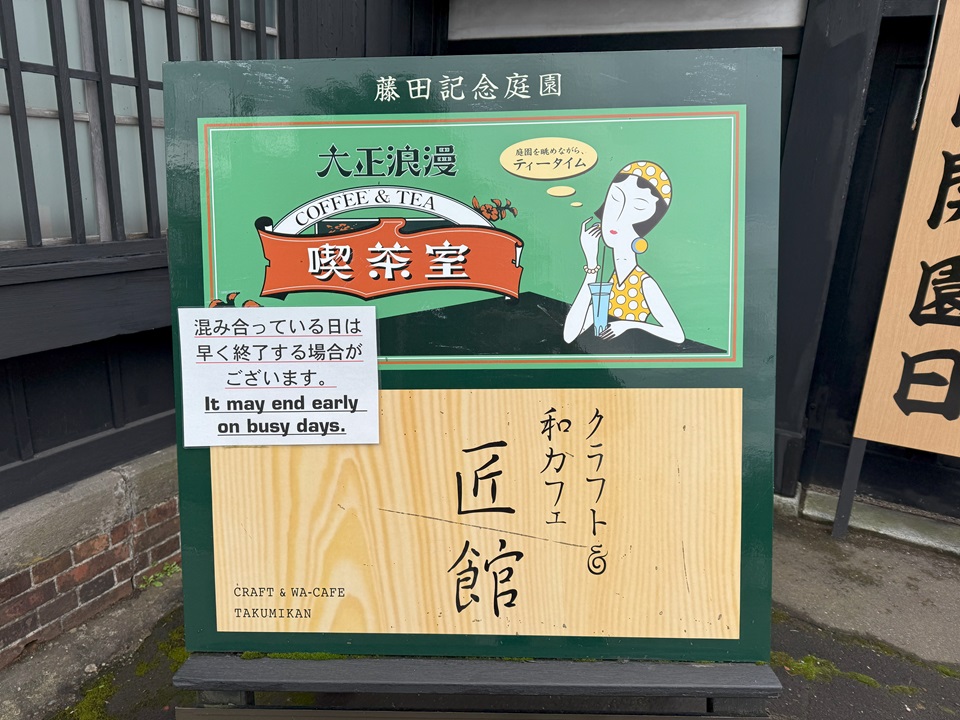 藤田記念庭園
大正浪漫
COFFEE & TEA
喫茶室
庭園を眺めながら、
ティータイム
混み合っている日は
早く終了する場合が
ございます。
It may end early
on busy days.
クラフト&
和カフェ
匠館
CRAFT & WA-CAFE
TAKUMIKAN
開園日